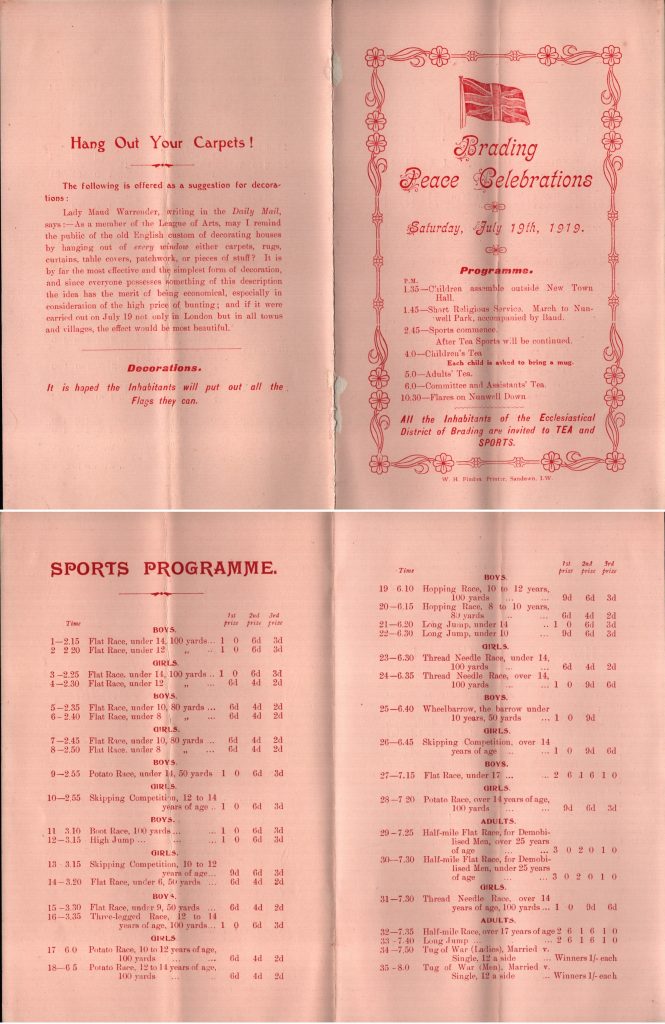 Hang Out Your Carpets !
The following is offered as a suggestion for decora-
tions :
Lady Maud Warrender, writing in the Daily Mail,
says :—As a member of the League of Arts, may I remind
the public of the old English custom of decorating houses
by hanging out of every window either carpets, rugs,
curtains, table covers, patchwork, or pieces of stuff? It is
by far the most effective and the simplest form of decoration,
and since everyone possesses something of this description
the idea has the merit of being economical, especially in
consideration of the high price of bunting; and if it were
carried out on July 19 not only in London but in all towns
and villages, the effect would be most beautiful.
Decorations.
It is hoped the Inhabitants will put out all the
Flags they can.
Brading
Peace Celebrations
Saturday, July 19th, 1919.
Programme.
P.M.
1.35—Children assemble outside New Town
Hall.
1.45—Short Religious Service. March to Nun-
well Park, accompanied by Band.
2.45—Sports commence.
After Tea Sports will be continued.
4.0—Children's Tea
Each child is asked to bring a mug.
5.0—Adults' Tea.
6.0—Committee and Assistants' Tea.
10.30—Flares on Nunwell Down
All the Inhabitants of the Ecclesiastical
District of Brading are invited to TEA and
SPORTS.
W. H. Printer, Sandown, I.W.
SPORTS PROGRAMME.
Time 1st prize 2nd prize 3rd prize
BOYS.
1—2.15 Flat Race, under 14, 100 yards ... 1 0 6d 3d
2 2 20 Flat Race, under 12 „ ... 1 0 6d 3d
GIRLS.
3 —2.25 Flat Race, under 14, 100 yards ... 1 0 6d 3d
4—2.30 Flat Race, under 12 „ ... 6d 4d 2d
BOYS.
5—2.35 Flat Race, under 10, 80 yards ... 6d 4d 2d
6—2.40 Flat Race, under 8 „ ... 6d 4d 2d
GIRLS.
7—2.45 Flat Race, under 10, 80 yards ... 6d 4d 2d
8—2.50 Flat Race. under 8 „ ... 6d 4d 2d
BOYS.
9—2.55 Potato Race, under 14, 50 yards 1 0 6d 3d
GIRLS.
10—2.55 Skipping Competition, 12 to 14
years of age .. 1 0 6d 3d
BOYS.
11 3.10 Boot Race, 100 yards ... ... 1 0 6d 3d
12—3.15 High Jump ... ... ... 1 0 6d 3d
GIRLS.
13 3.15 Skipping Competition, 10 to 12
years of age... 9d 6d 3d
14—3.20 Flat Race, under 6, 50 yards ... 6d 4d 2d
BOYS.
15 —3.30 Flat Race, under 9, 50 yards ... 6d 4d 2d
16—3.35 Three-legged Race, 12 to 14
years of age, 100 yards ... 1 0 6d 3d
GIRLS
17 6.0 Potato Race, 10 to 12 years of age,
100 yards ... ... ... 6d 4d 2d
18—6 5 Potato Race, 12 to 14 years of age,
100 yards ... ... 6d 4d 2d
Time 1st prize 2nd prize 3rd prize
BOYS.
19 6.10 Hopping Race, 10 to 12 years,
100 yards ... ... ... 9d 6d 3d
20—6.15 Hopping Race, 8 to 10 years,
80 yards ... ... ... 6d 4d 2d
21—6.20 Long Jump, under 14 ... ... 1 0 6d 3d
22—6.30 Long Jump, under 10 ... ... 9d 6d 3d
GIRLS.
23—6.30 Thread Needle Race, under 14,
100 yards ... ... ... 6d 4d 2d
24—6.35 Thread Needle Race, over 14,
100 yards ... ... ... 1 0 9d 6d
BOYS.
25—6.40 Wheelbarrow, the barrow under
10 years, 50 yards ... 1 0 9d
GIRLS.
26—6.45 Skipping Competition, over 14
years of age ... ... 1 0 9d 6d
BOYS.
27—7.15 Flat Race, under 17 ... ... 2 6 1 6 1 0
GIRLS.
28—7 20 Potato Race, over 14 years of age,
100 yards ... ... ... 9d 6d 3d
ADULTS.
29 —7.25 Half-mile Flat Race, for Demobi-
lised Men, over 25 years
of age ... ... ... 3 0 2 0 1 0
30—7.30 Half-mile Flat Race, for Demobi-
lised Men, under 25 years
of age ... ... ... 3 0 2 0 1 0
GIRLS.
31—7.30 Thread Needle Race, over 14
years of age, 100 yards ... 1 0 9d 6d
ADULTS.
32—7.35 Half-mile Race, over 17 years of age 2 6 1 6 1 0
33 —7.40 Long Jump ... ... ... 2 6 1 6 1 0
34—7.50 Tug of War (Ladies), Married v.
Single, 12 a side ... Winners 1/- each
35 —8.0 Tug of War (Men), Married v.
Single, 12 a side ... Winners 1/- each